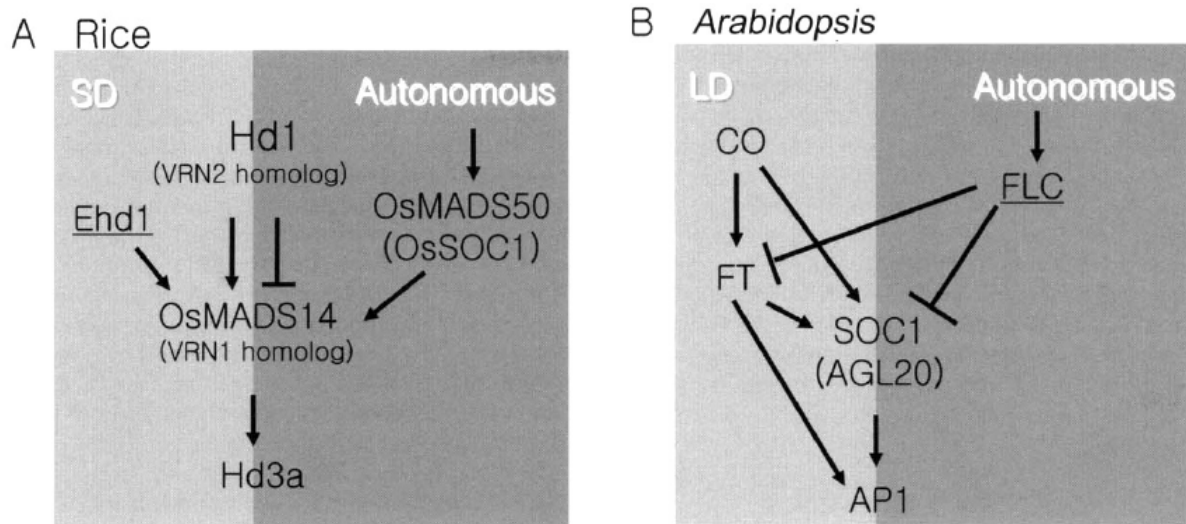 A Rice
SD
Autonomous
Hd1
(VRN2 homolog)
Ehd1
OsMADS50
(OsSOC1)
OsMADS14
(VRN1 homolog)
Hd3a
B Arabidopsis
LD
Autonomous
CO
FLC
FT
SOC1
(AGL20)
AP1